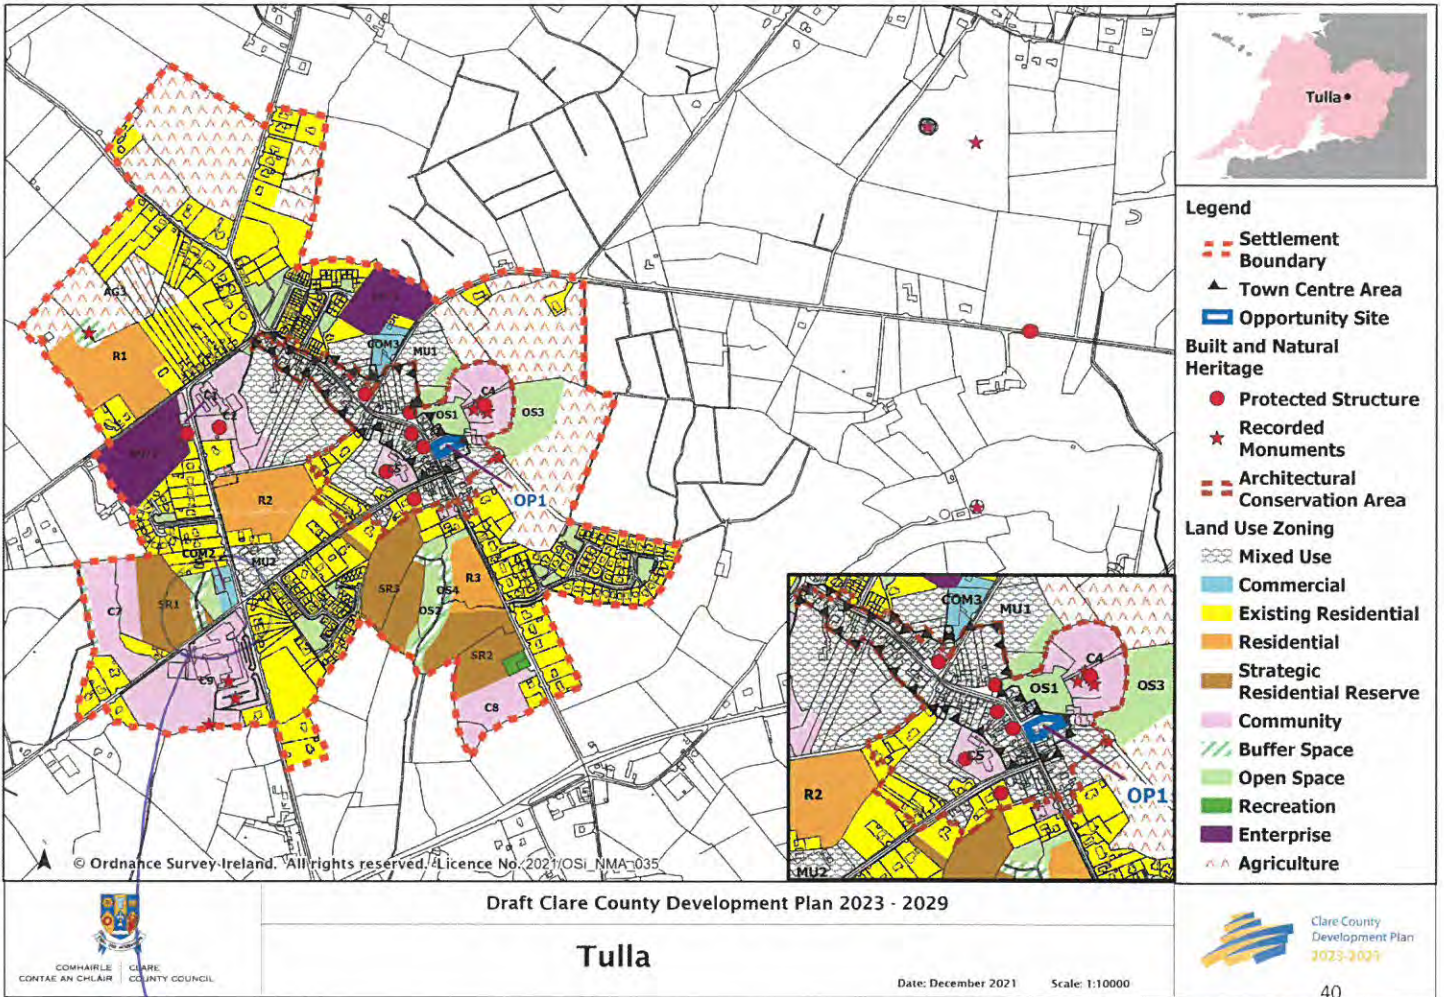 Tulla
Legend
Settlement
Boundary
Town Centre Area
Opportunity Site
Built and Natural
Heritage
Protected Structure
Recorded
Monuments
Architectural
Conservation Area
Land Use Zoning
Mixed Use
Commercial
Existing Residential
Residential
Strategic
Residential Reserve
Community
Buffer Space
Open Space
Recreation
Enterprise
Agriculture
AG3
R1
COM3
MU1
C4
OS1
OS3
C5
R2
OP1
COM2
MU2
C7
SR1
SR3
OS2
OS4
R3
SR2
C8
C9
COM3
MU1
C4
OS1
OS3
C5
R2
OP1
MU2
© Ordnance Survey Ireland. All rights reserved. Licence No. 2021/OSi_NMA_035
COMHAIRLE CLARE
CONTAE AN CHLÁIR COUNTY COUNCIL
Draft Clare County Development Plan 2023 - 2029
Tulla
Date: December 2021 Scale: 1:10000
Clare County
Development Plan
2023-2029
40